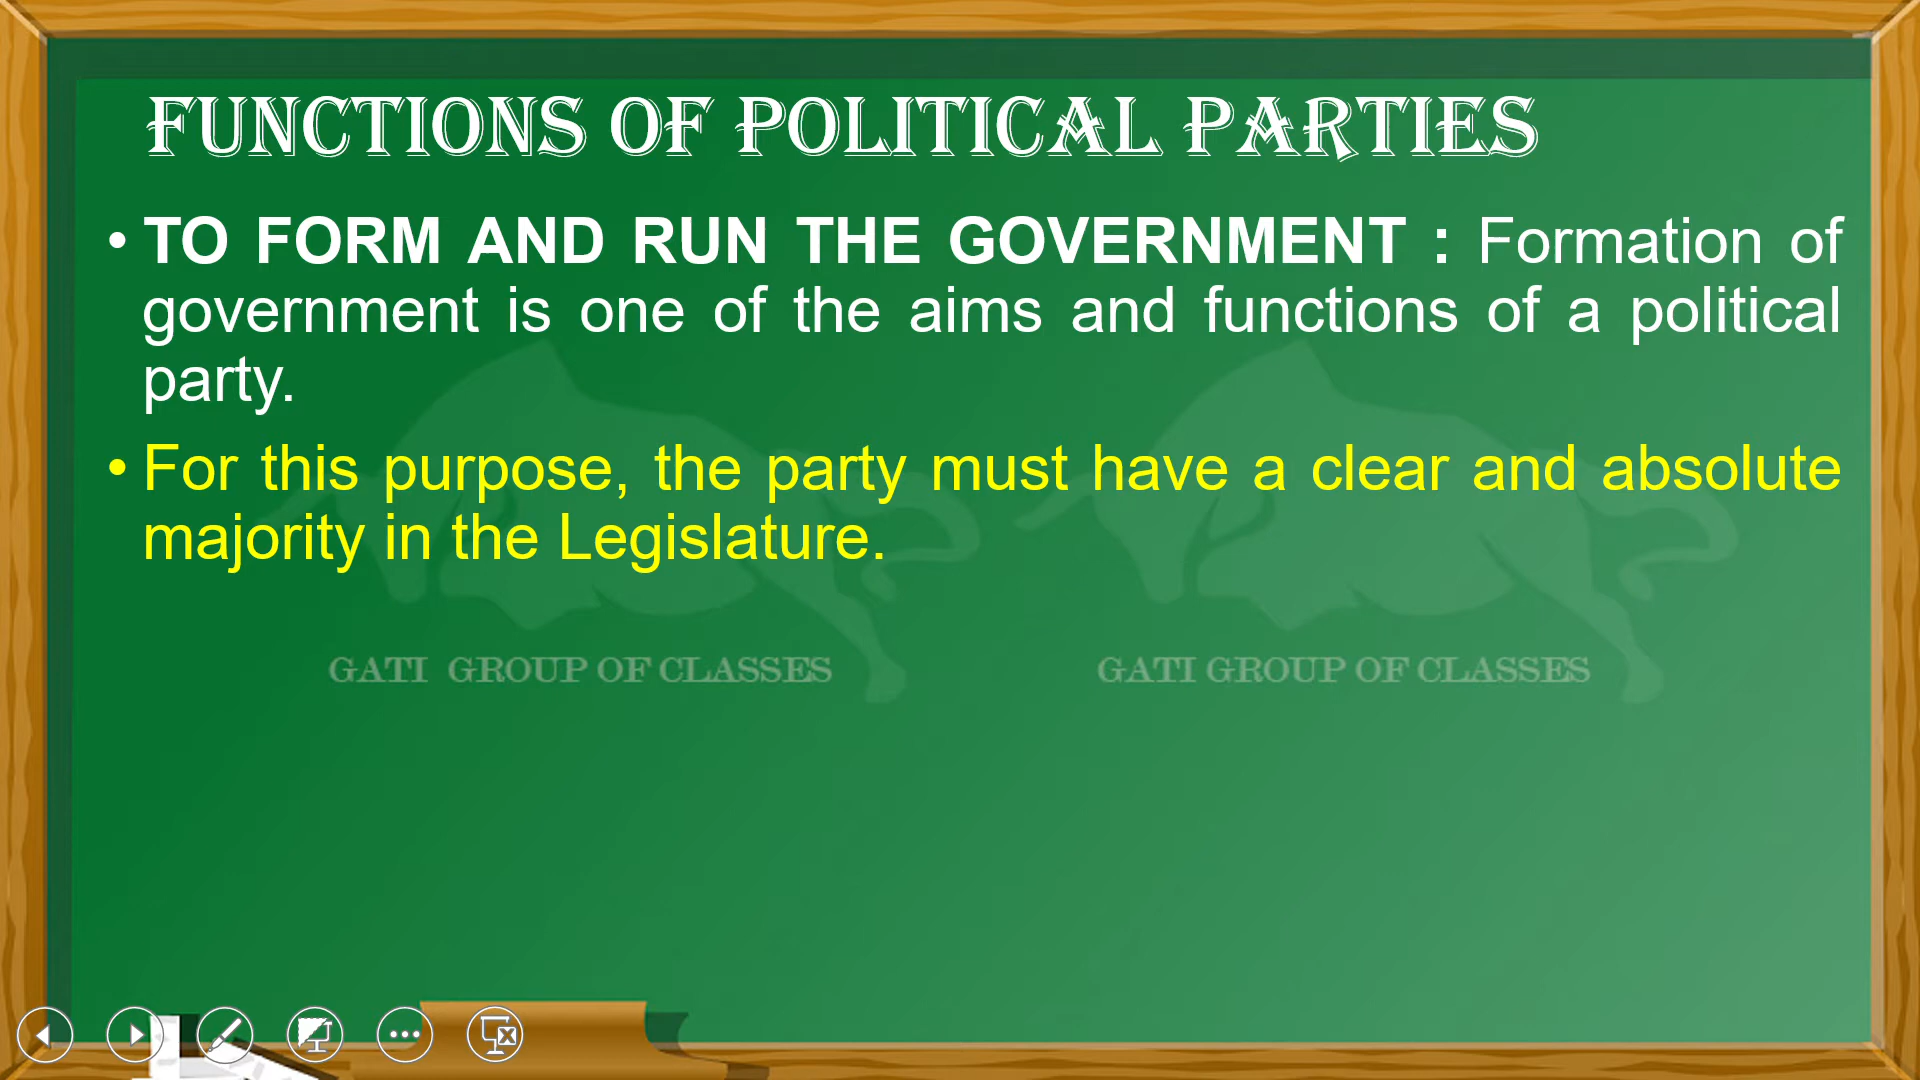 FUNCTIONS OF POLITICAL PARTIES
• TO FORM AND RUN THE GOVERNMENT : Formation of
government is one of the aims and functions of a political
party.
• For this purpose, the party must have a clear and absolute
majority in the Legislature.
GATI GROUP OF CLASSES
GATI GROUP OF CLASSES